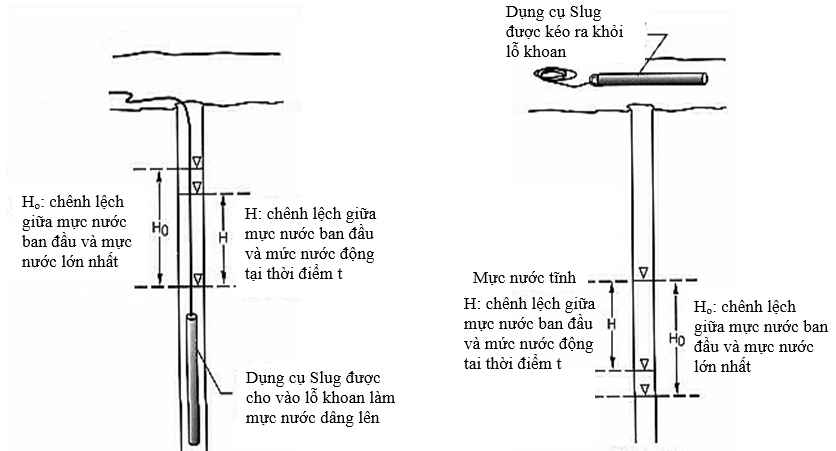 Dụng cụ Slug
được kéo ra khỏi
lỗ khoan
Hₒ: chênh lệch
giữa mực nước
ban đầu và mực
nước lớn nhất
H0
H
H: chênh lệch giữa
mực nước ban đầu
và mức nước động
tại thời điểm t
Dụng cụ Slug được
cho vào lỗ khoan làm
mực nước dâng lên
Mực nước tĩnh
H: chênh lệch giữa
mực nước ban đầu
và mức nước động
tai thời điểm t
H
H0
Hₒ: chênh lệch
giữa mực nước ban
đầu và mực nước
lớn nhất